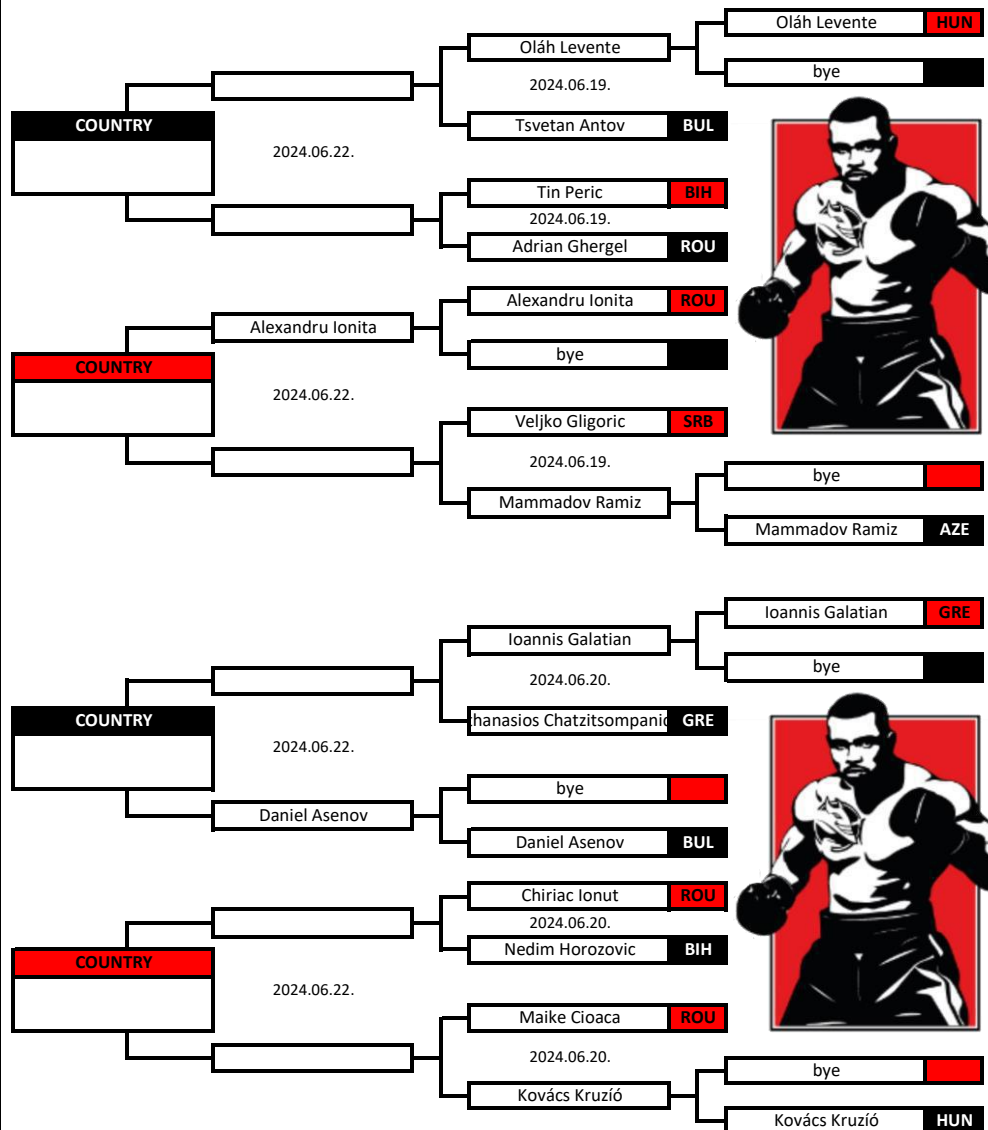 Oláh Levente HUN
Oláh Levente
bye
2024.06.19.
COUNTRY
Tsvetan Antov BUL
2024.06.22.
Tin Peric BIH
2024.06.19.
Adrian Ghergel ROU
Alexandru Ionita ROU
Alexandru Ionita
bye
COUNTRY
2024.06.22.
Veljko Gligoric SRB
2024.06.19.
bye
Mammadov Ramiz
Mammadov Ramiz AZE
Ioannis Galatian GRE
Ioannis Galatian
bye
2024.06.20.
COUNTRY
hanasios Chatzitsompani GRE
2024.06.22.
bye
Daniel Asenov
Daniel Asenov BUL
Chiriac Ionut ROU
2024.06.20.
Nedim Horozovic BIH
COUNTRY
2024.06.22.
Maike Cioaca ROU
2024.06.20.
bye
Kovács Kruzíó
Kovács Kruzíó HUN